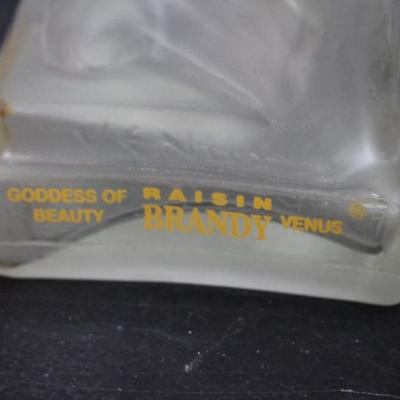 GODDESS OF BEAUTY
RAISIN BRANDY
VENUS
®